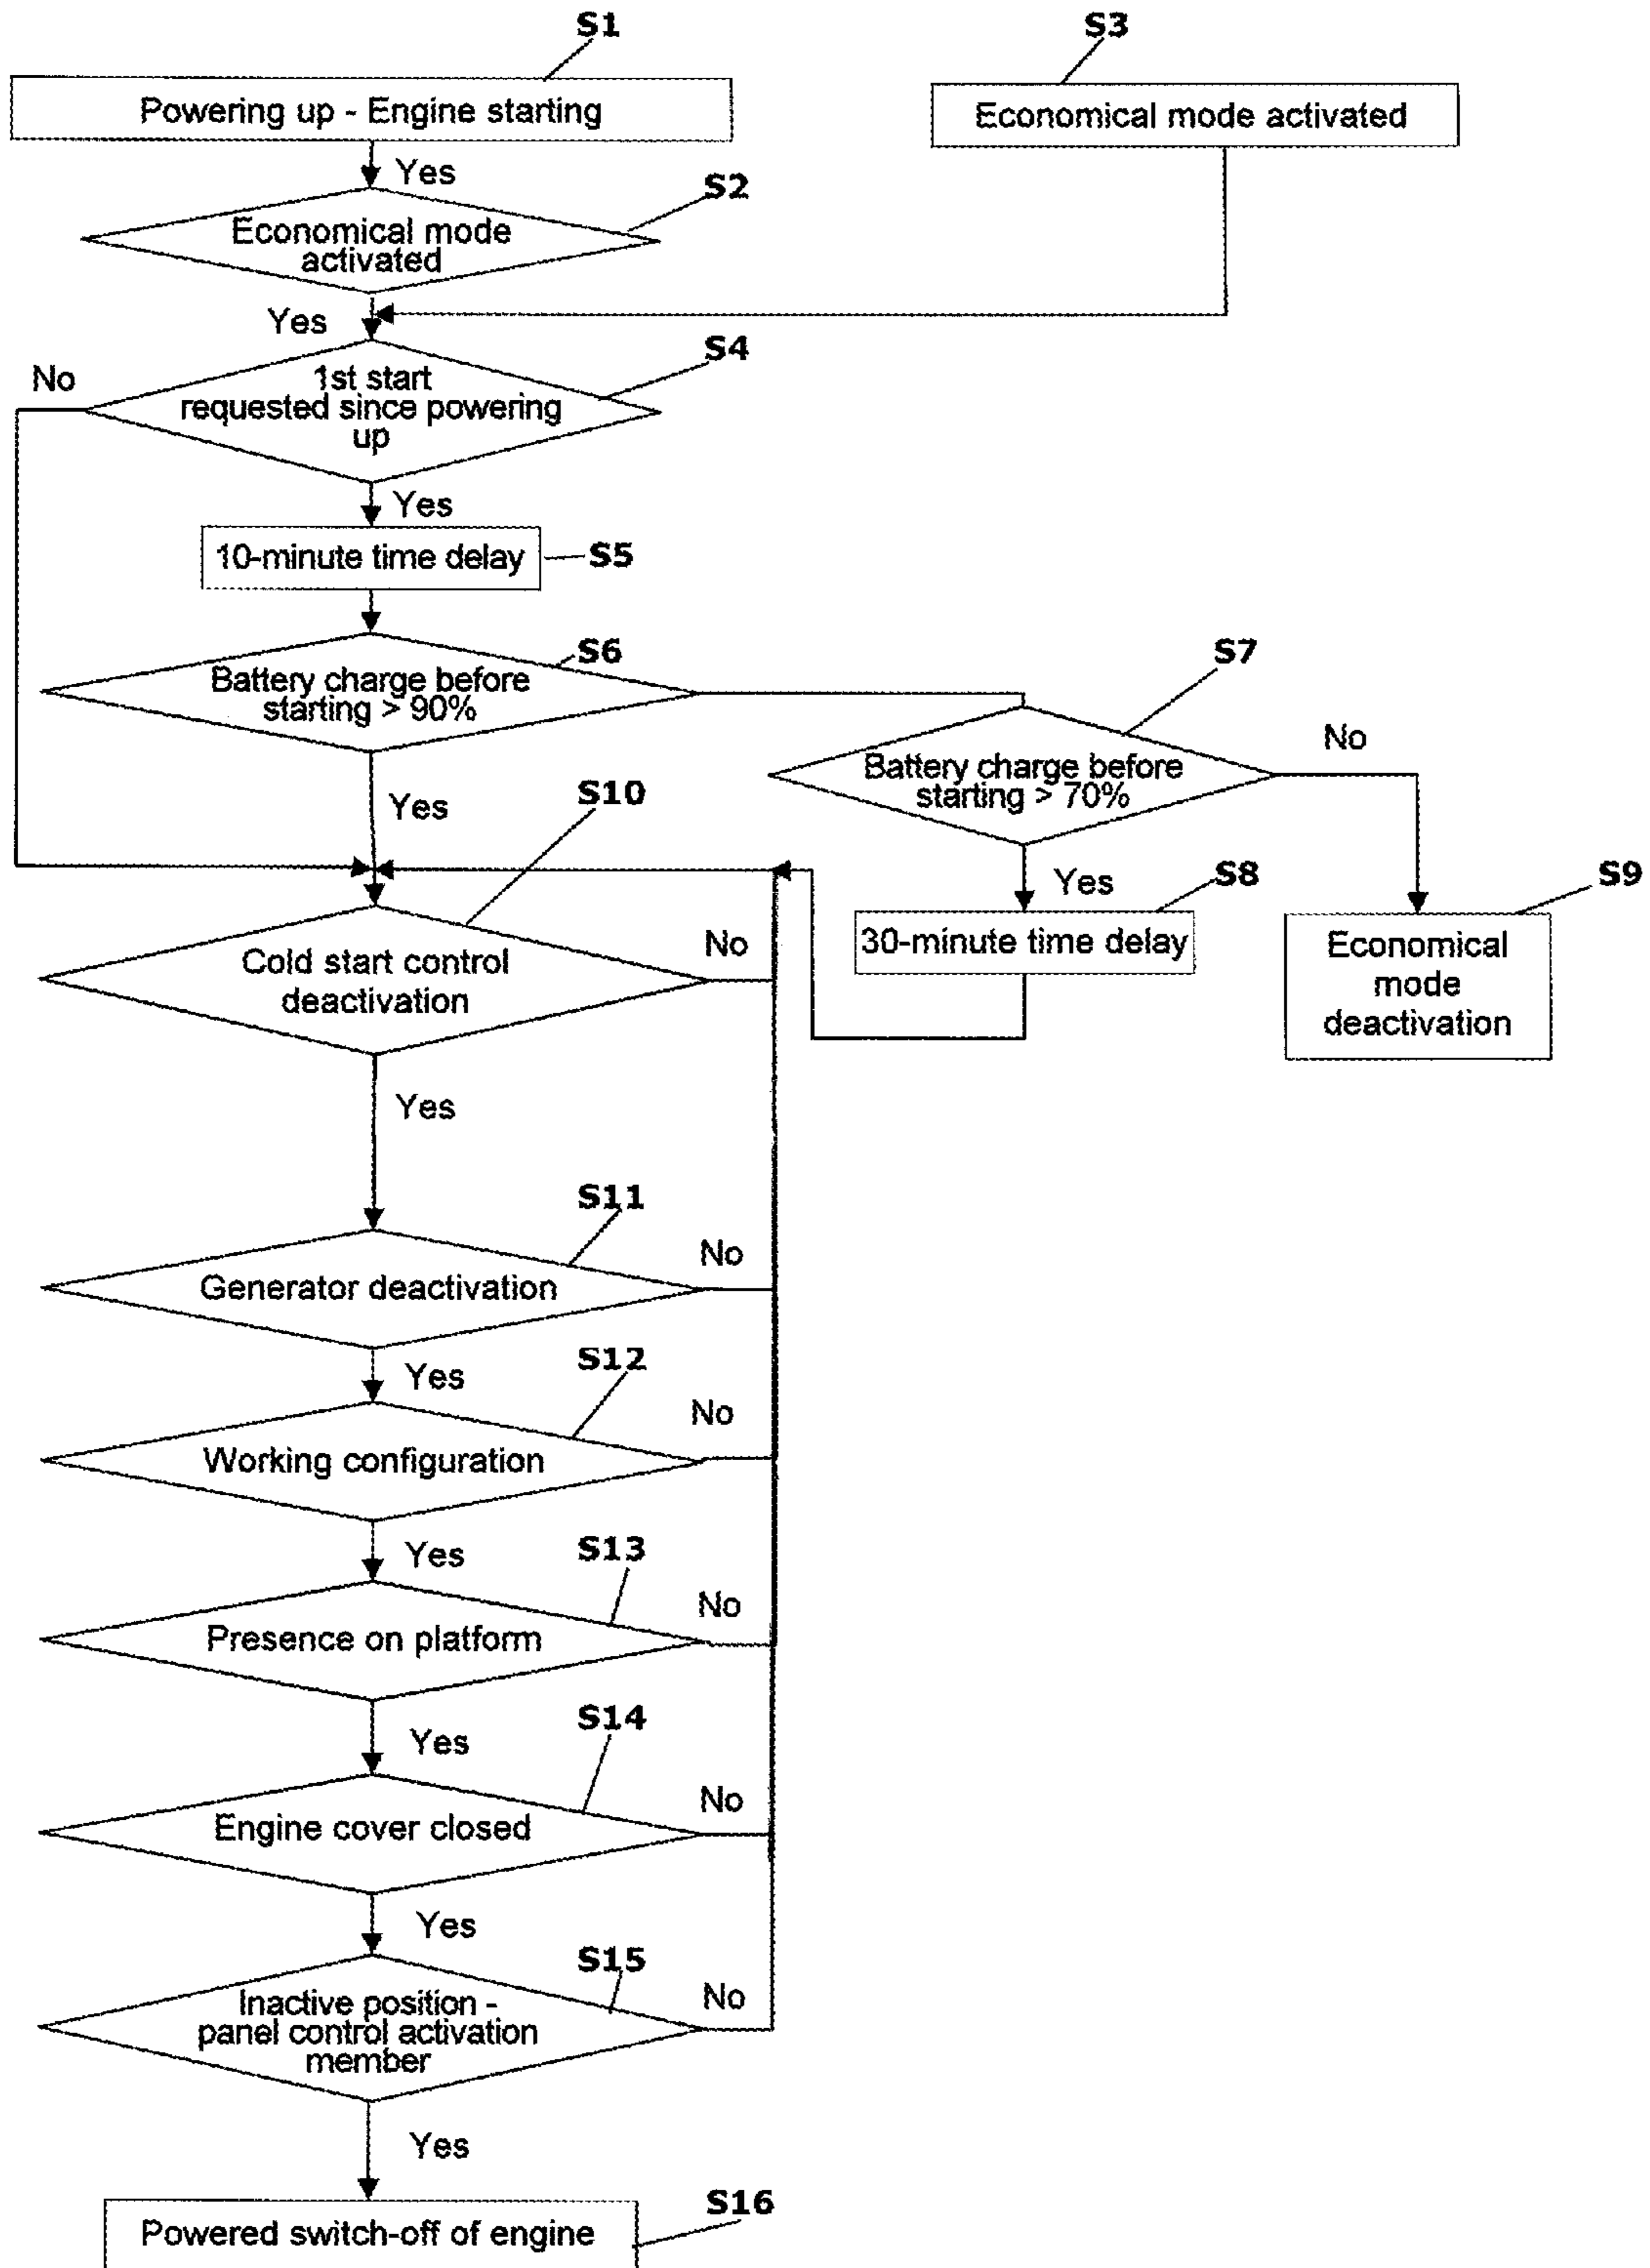 S1
S3
Powering up - Engine starting
Economical mode activated
Yes
S2
Economical mode
activated
Yes
S4
No
1st start
requested since powering
up
Yes
10-minute time delay
S5
S6
S7
Battery charge before
starting > 90%
No
Battery charge before
starting > 70%
Yes
S10
Yes
S8
S9
Cold start control
deactivation
No
30-minute time delay
Economical
mode
deactivation
Yes
S11
No
Generator deactivation
S12
Yes
No
Working configuration
S13
Yes
No
Presence on platform
S14
Yes
No
Engine cover closed
Yes
S15
Inactive position -
panel control activation
member
No
Yes
S16
Powered switch-off of engine